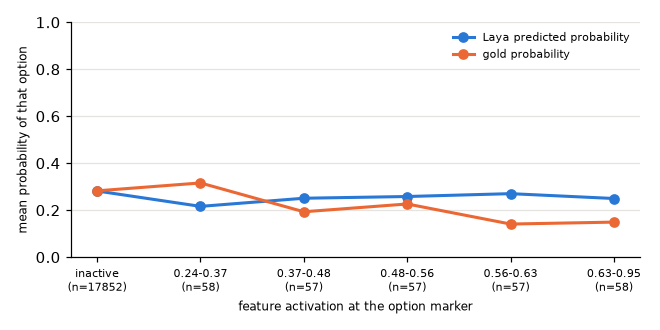 1.0
0.8
0.6
0.4
0.2
0.0
mean probability of that option
Laya predicted probability
gold probability
inactive
(n=17852)
0.24-0.37
(n=58)
0.37-0.48
(n=57)
0.48-0.56
(n=57)
0.56-0.63
(n=57)
0.63-0.95
(n=58)
feature activation at the option marker